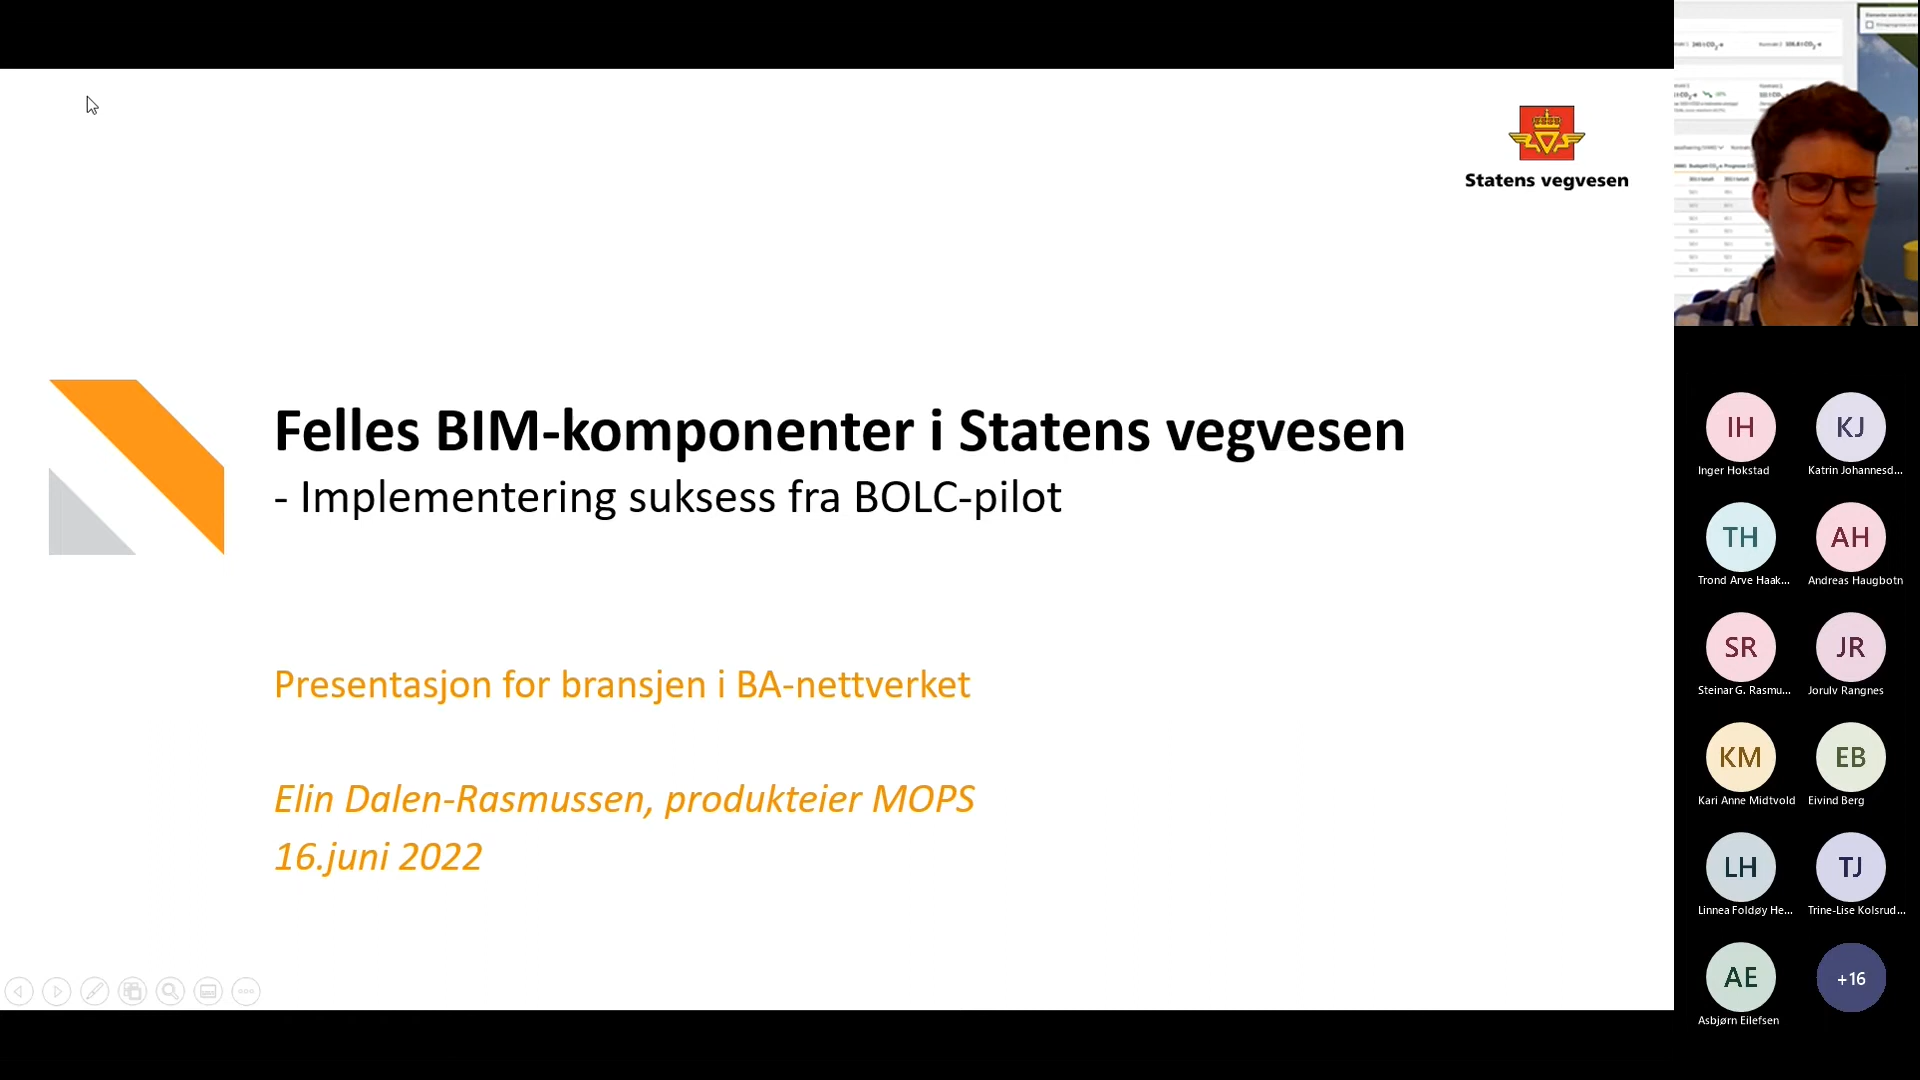 Statens vegvesen
Felles BIM-komponenter i Statens vegvesen
- Implementering suksess fra BOLC-pilot
Presentasjon for bransjen i BA-nettverket
Elin Dalen-Rasmussen, produkteier MOPS
16.juni 2022
IH
Inger Hokstad
KJ
Katrin Johannesd...
TH
Trond Arve Haak...
AH
Andreas Haugbotn
SR
Steinar G. Rasmu...
JR
Jorulv Rangnes
KM
Kari Anne Midtvold
EB
Eivind Berg
LH
Linnea Foldøy He...
TJ
Trine-Lise Kolsrud...
AE
Asbjørn Eilefsen
+16